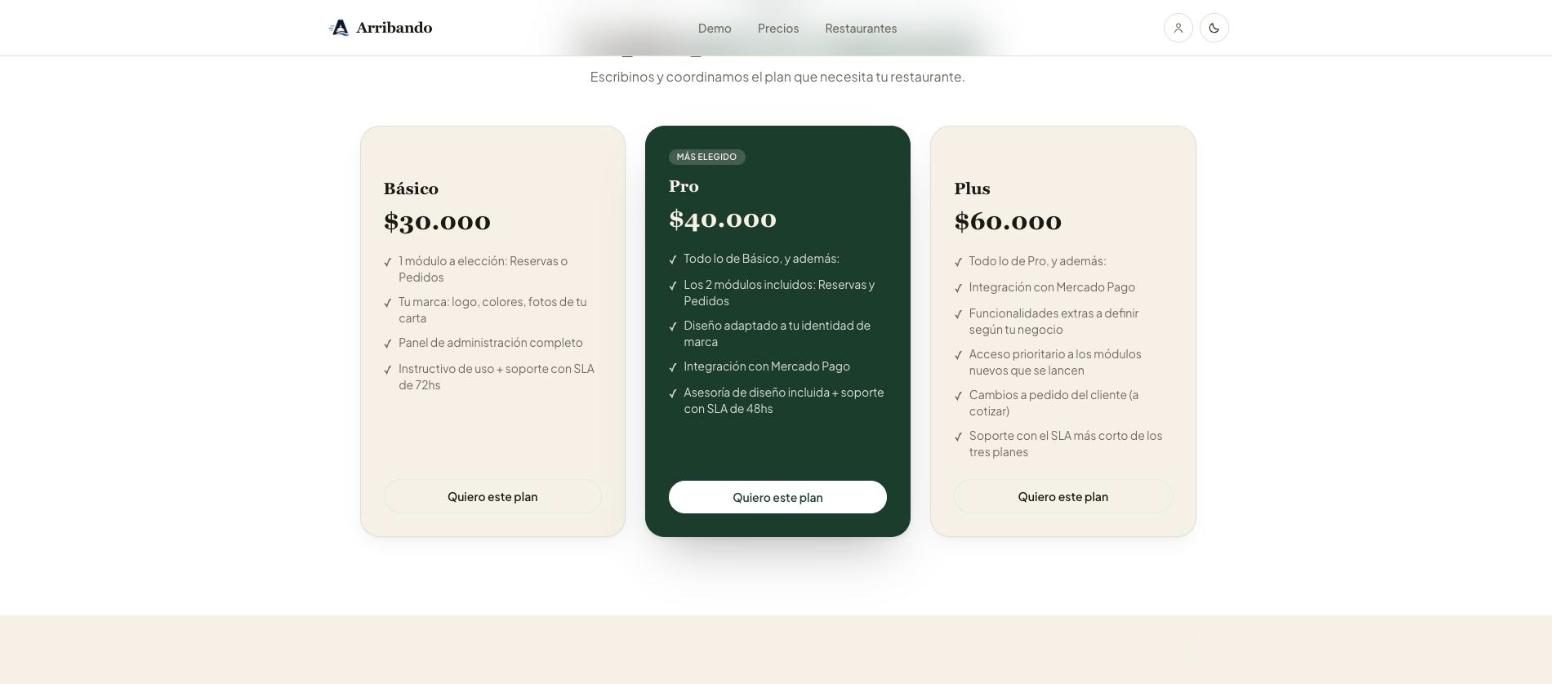 Arribando
Demo
Precios
Restaurantes
Escribinos y coordinamos el plan que necesita tu restaurante.
Básico
$30.000
✓ 1 módulo a elección: Reservas o
Pedidos
✓ Tu marca: logo, colores, fotos de tu
carta
✓ Panel de administración completo
✓ Instructivo de uso + soporte con SLA
de 72hs
Quiero este plan
MÁS ELEGIDO
Pro
$40.000
✓ Todo lo de Básico, y además:
✓ Los 2 módulos incluidos: Reservas y
Pedidos
✓ Diseño adaptado a tu identidad de
marca
✓ Integración con Mercado Pago
✓ Asesoría de diseño incluida + soporte
con SLA de 48hs
Quiero este plan
Plus
$60.000
✓ Todo lo de Pro, y además:
✓ Integración con Mercado Pago
✓ Funcionalidades extras a definir
según tu negocio
✓ Acceso prioritario a los módulos
nuevos que se lancen
✓ Cambios a pedido del cliente (a
cotizar)
✓ Soporte con el SLA más corto de los
tres planes
Quiero este plan